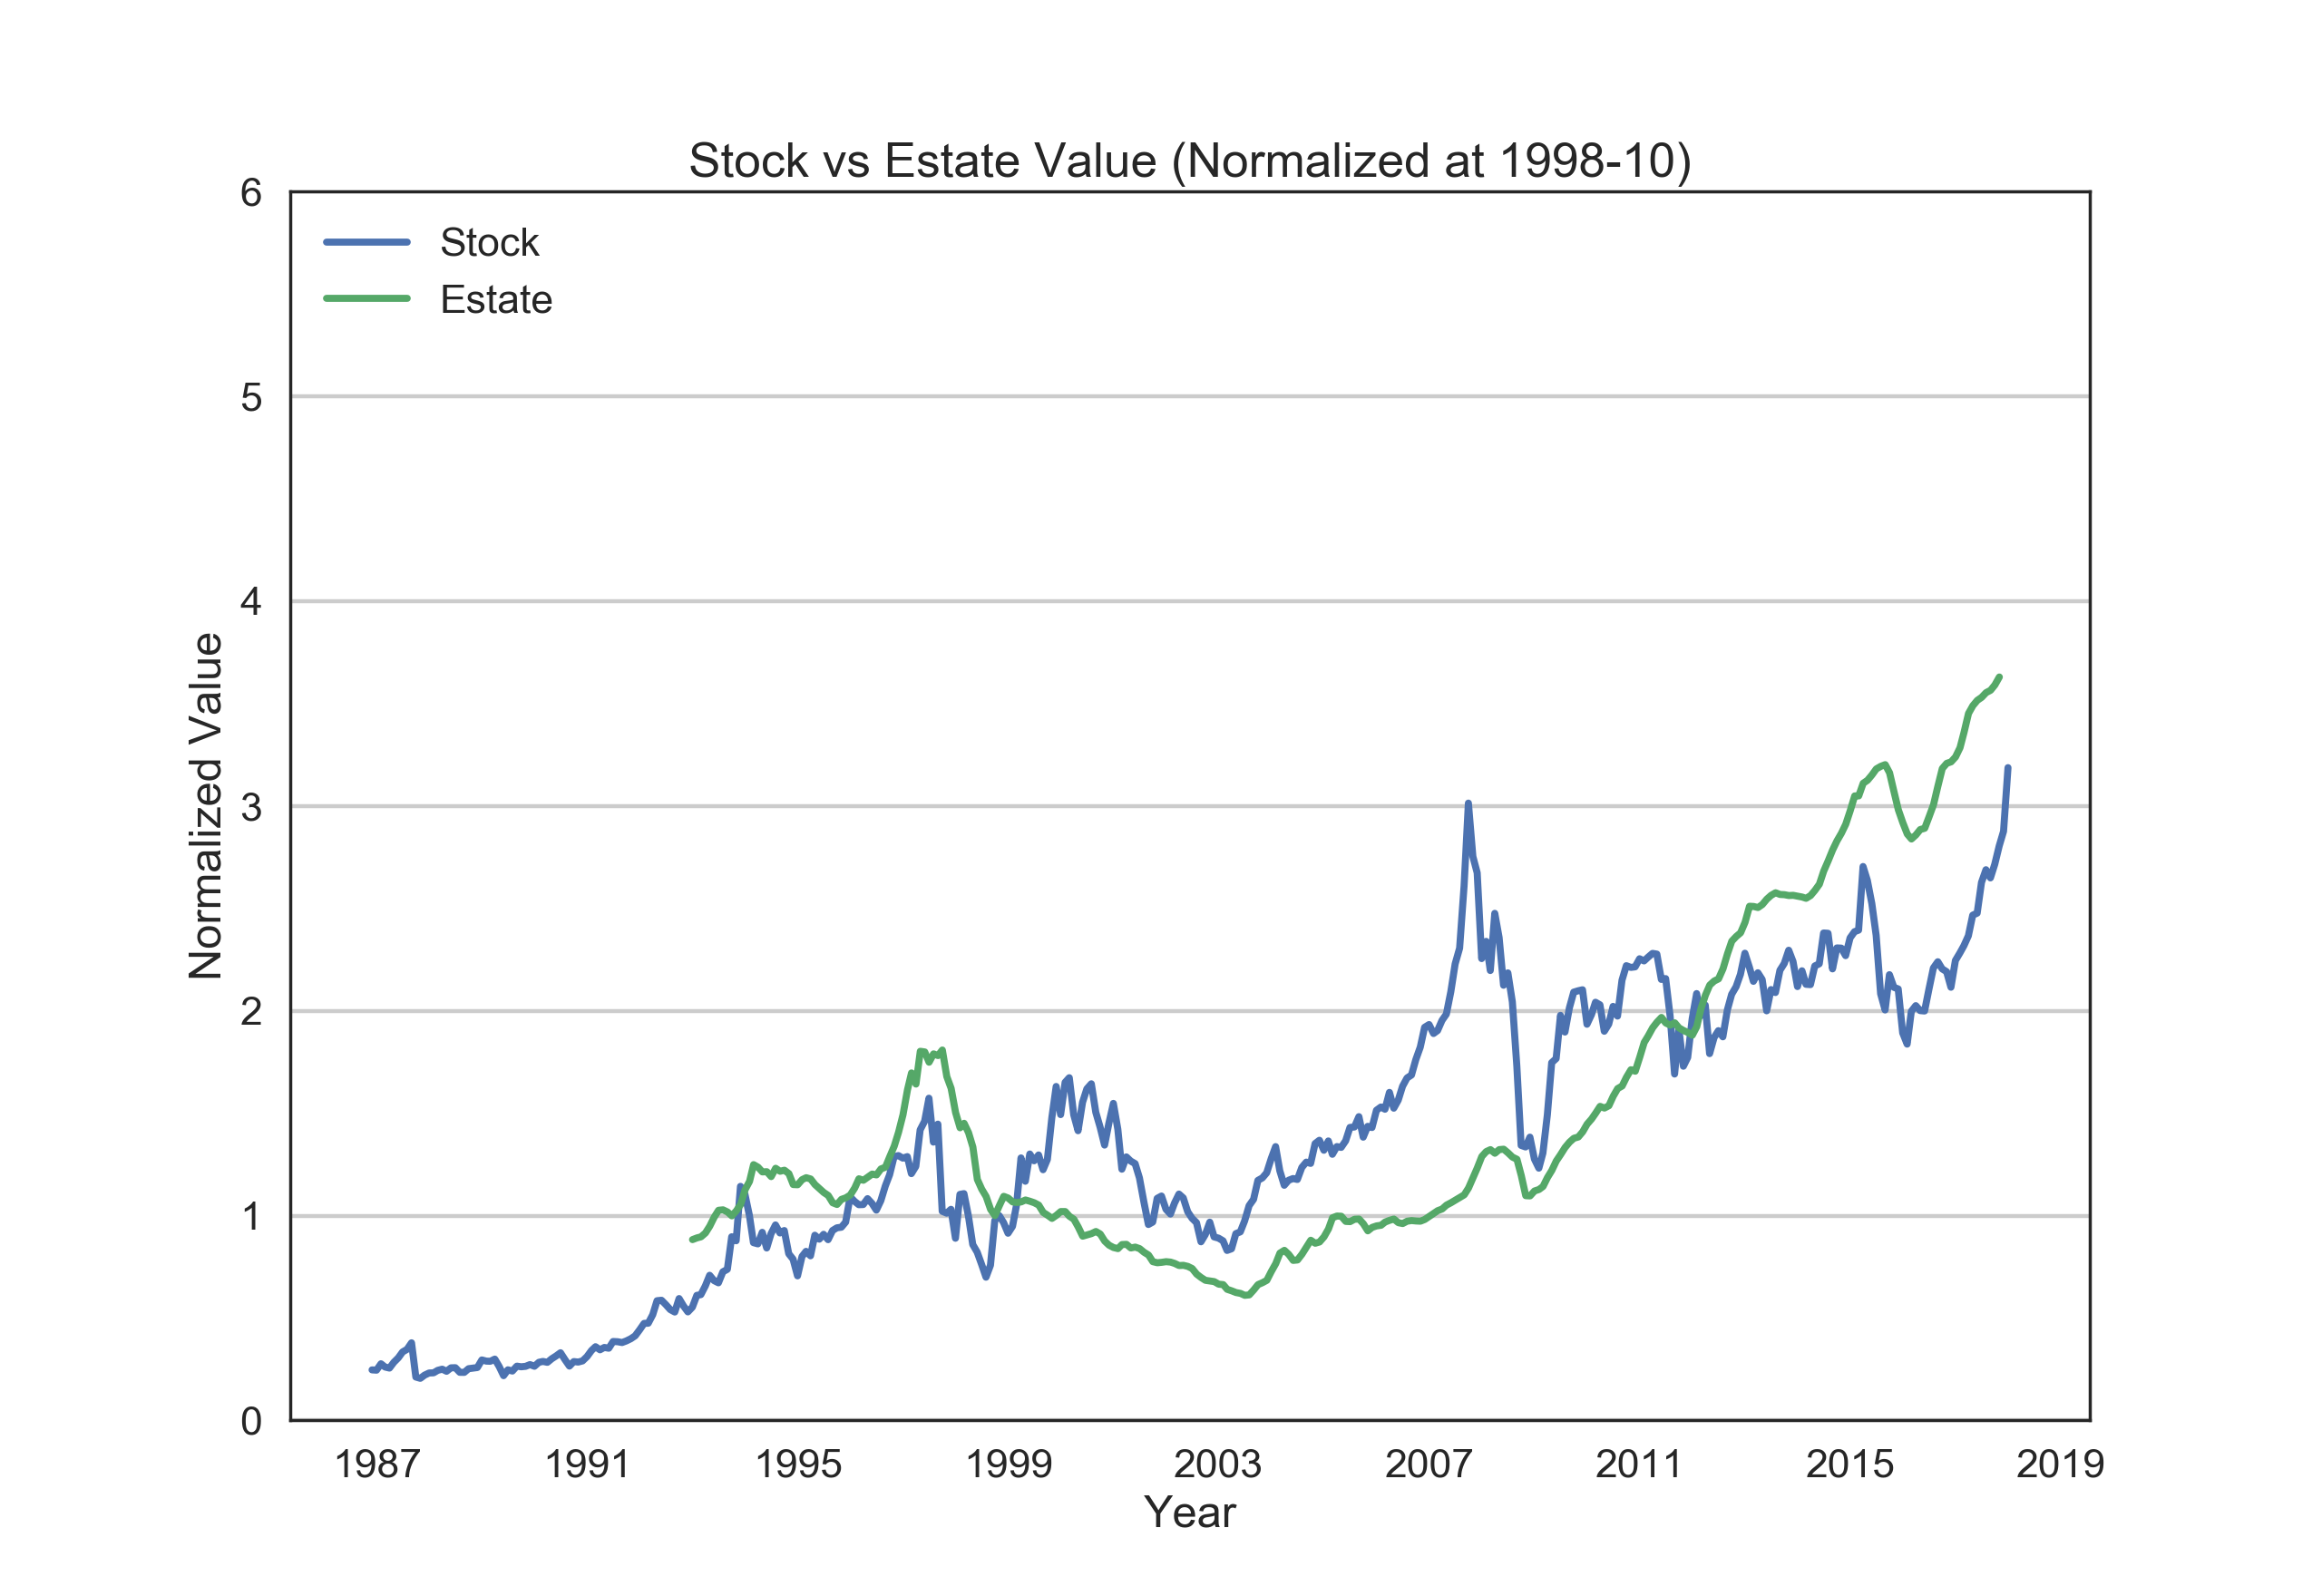 Stock vs Estate Value (Normalized at 1998-10)
6
5
4
3
2
1
0
Normalized Value
Stock
Estate
1987 1991 1995 1999 2003 2007 2011 2015 2019
Year